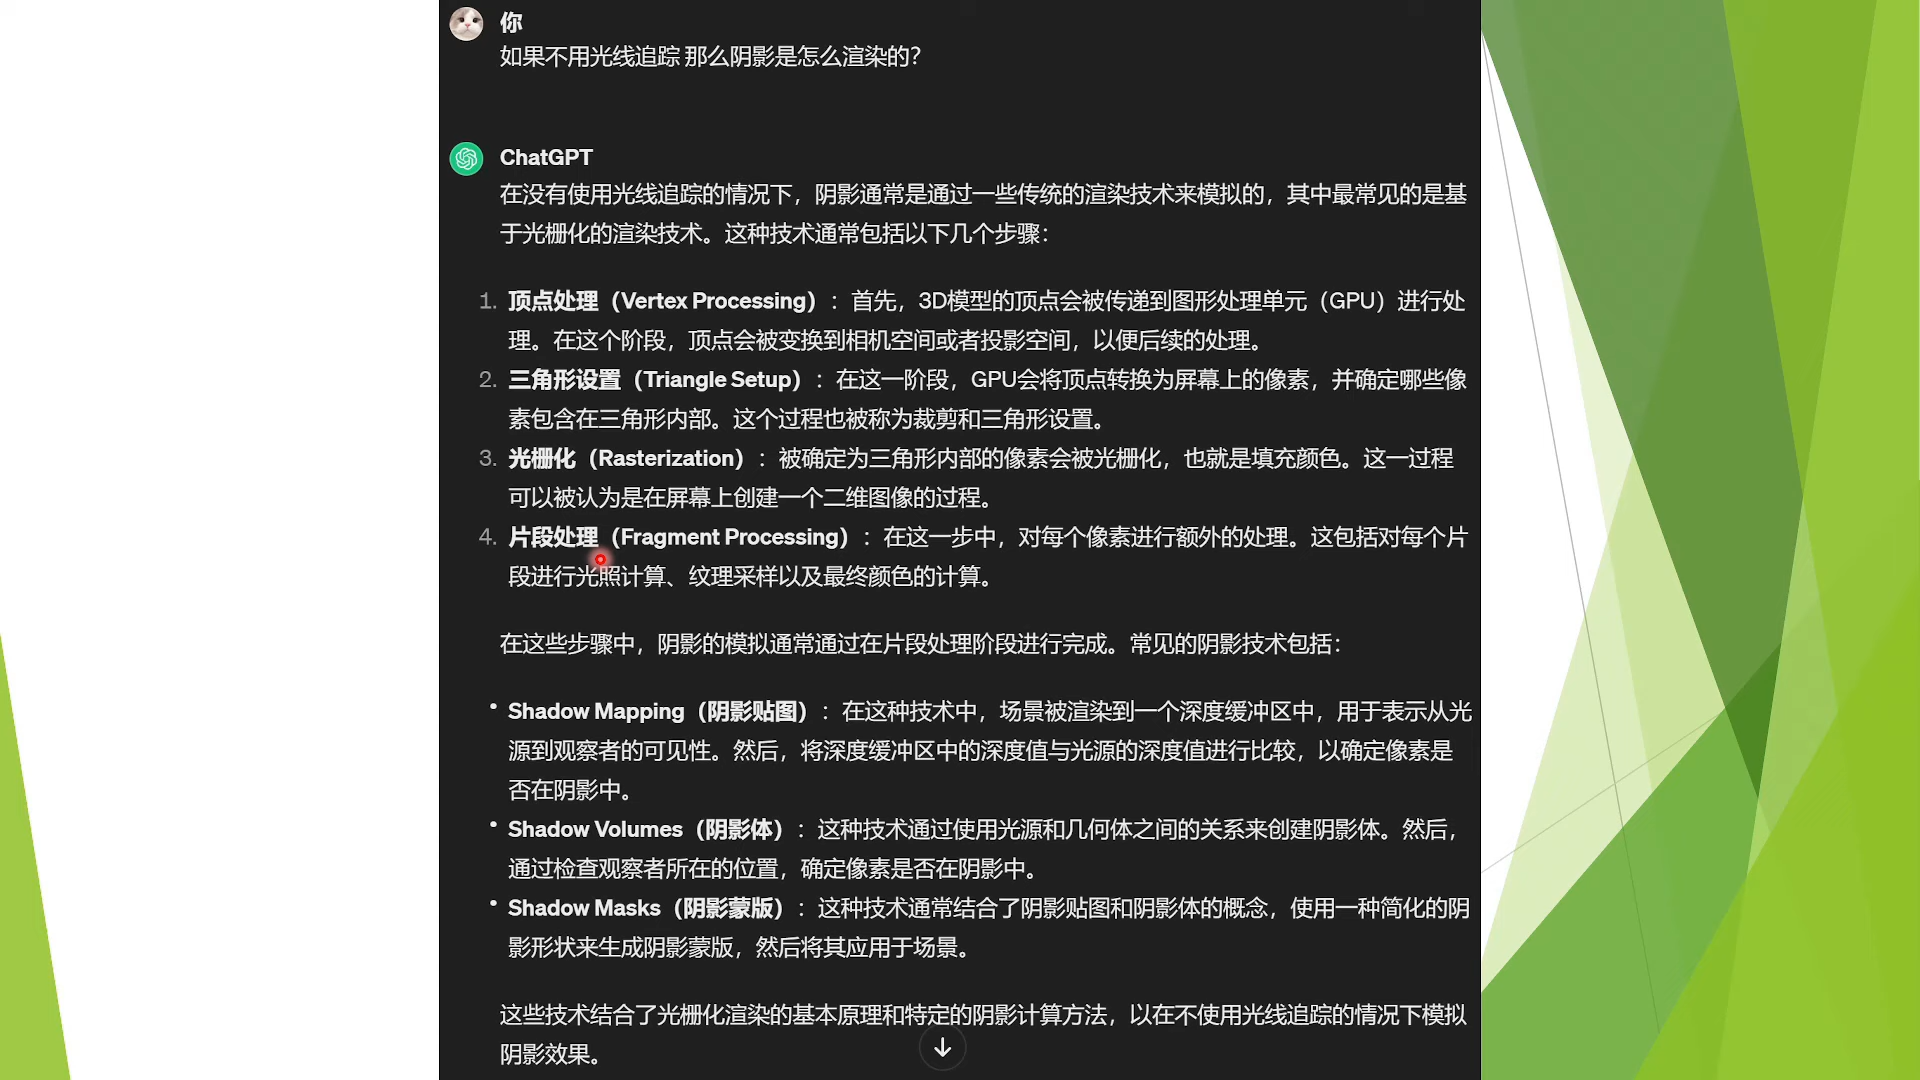 你
如果不用光线追踪 那么阴影是怎么渲染的?
ChatGPT
在没有使用光线追踪的情况下，阴影通常是通过一些传统的渲染技术来模拟的，其中最常见的是基
于光栅化的渲染技术。这种技术通常包括以下几个步骤：
1. 顶点处理（Vertex Processing）：首先，3D模型的顶点会被传递到图形处理单元（GPU）进行处
理。在这个阶段，顶点会被变换到相机空间或者投影空间，以便后续的处理。
2. 三角形设置（Triangle Setup）：在这一阶段，GPU会将顶点转换为屏幕上的像素，并确定哪些像
素包含在三角形内部。这个过程也被称为裁剪和三角形设置。
3. 光栅化（Rasterization）：被确定为三角形内部的像素会被光栅化，也就是填充颜色。这一过程
可以被认为是在屏幕上创建一个二维图像的过程。
4. 片段处理（Fragment Processing）：在这一步中，对每个像素进行额外的处理。这包括对每个片
段进行光照计算、纹理采样以及最终颜色的计算。
在这些步骤中，阴影的模拟通常通过在片段处理阶段进行完成。常见的阴影技术包括：
• Shadow Mapping（阴影贴图）：在这种技术中，场景被渲染到一个深度缓冲区中，用于表示从光
源到观察者的可见性。然后，将深度缓冲区中的深度值与光源的深度值进行比较，以确定像素是
否在阴影中。
• Shadow Volumes（阴影体）：这种技术通过使用光源和几何体之间的关系来创建阴影体。然后，
通过检查观察者所在的位置，确定像素是否在阴影中。
• Shadow Masks（阴影蒙版）：这种技术通常结合了阴影贴图和阴影体的概念，使用一种简化的阴
影形状来生成阴影蒙版，然后将其应用于场景。
这些技术结合了光栅化渲染的基本原理和特定的阴影计算方法，以在不使用光线追踪的情况下模拟
阴影效果。